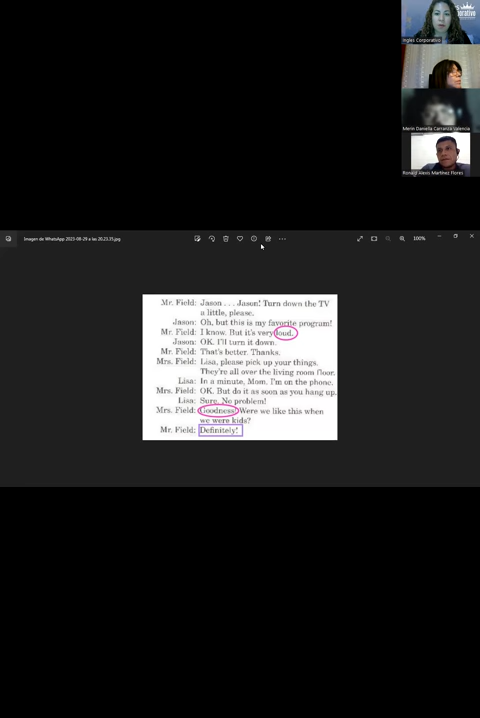 Corporativo
Ingles Corporativo
Merin Daniella Carranza Valencia
Ronald Alexis Martinez Flores
Imagen de WhatsApp 2023-08-29 a las 20.23.35.jpg
100%
Mr. Field: Jason . . . Jason! Turn down the TV
a little, please.
Jason: Oh, but this is my favorite program!
Mr. Field: I know. But it's very loud.
Jason: OK. I'll turn it down.
Mr. Field: That's better. Thanks.
Mrs. Field: Lisa, please pick up your things.
They're all over the living room floor.
Lisa: In a minute, Mom. I'm on the phone.
Mrs. Field: OK. But do it as soon as you hang up.
Lisa: Sure. No problem!
Mrs. Field: Goodness! Were we like this when
we were kids?
Mr. Field: Definitely!